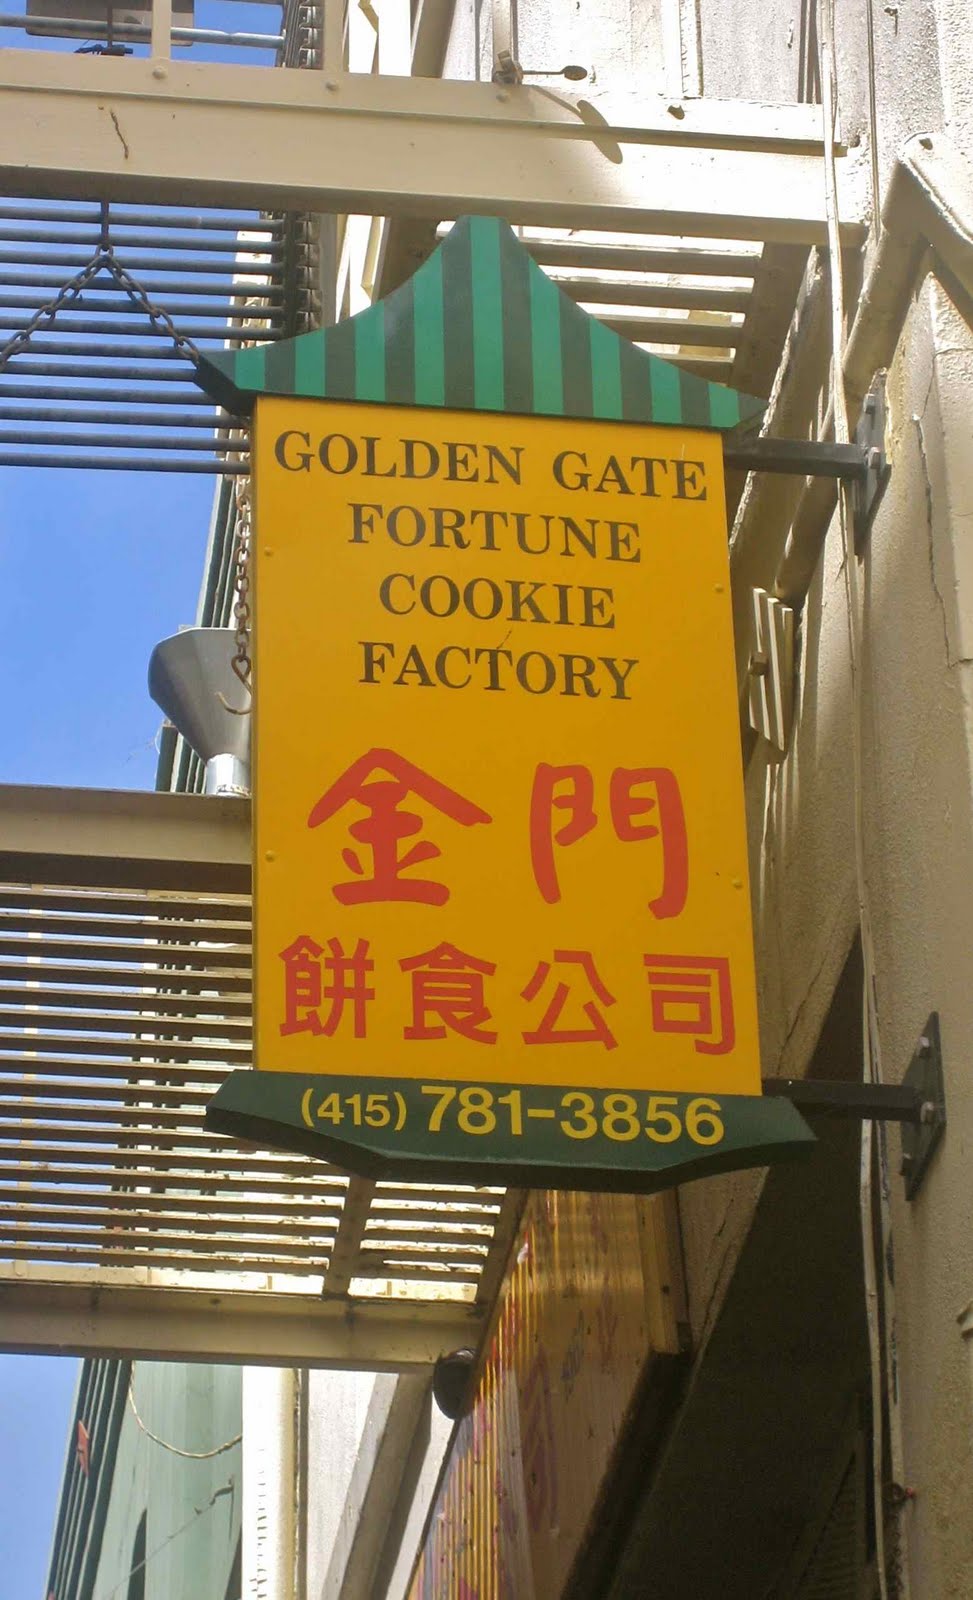 GOLDEN GATE
FORTUNE
COOKIE
FACTORY
金門
餅食公司
(415) 781-3856